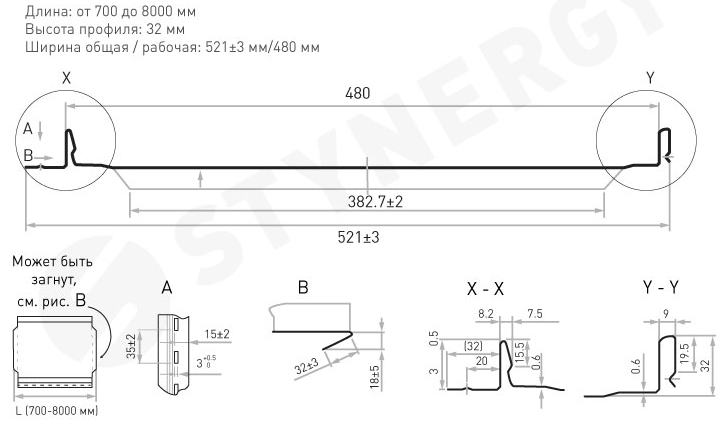 Длина: от 700 до 8000 мм
Высота профиля: 32 мм
Ширина общая / рабочая: 521±3 мм/480 мм
STYNERGY
X
480
Y
A
B
382.7±2
521±3
Может быть
загнут,
см. рис. B
A
B
X - X
Y - Y
35±2
15±2
3 +0.5 0
L (700-8000 мм)
32±3
18±5
8.2
7.5
0.5
(32)
20
3
15.5
0.6
9
0.6
19.5
32